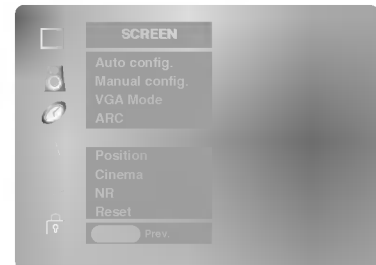 SCREEN
Auto config.
Manual config.
VGA Mode
ARC
Position
Cinema
NR
Reset
Prev.